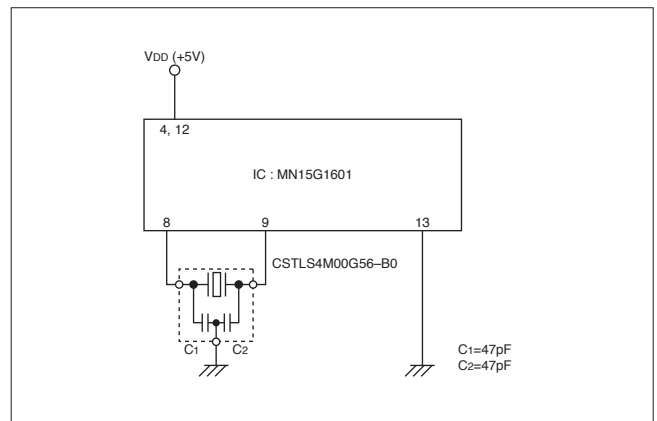 VDD (+5V)
4, 12
IC : MN15G1601
8 9 13
CSTLS4M00G56–B0
C1 C2
C1=47pF
C2=47pF